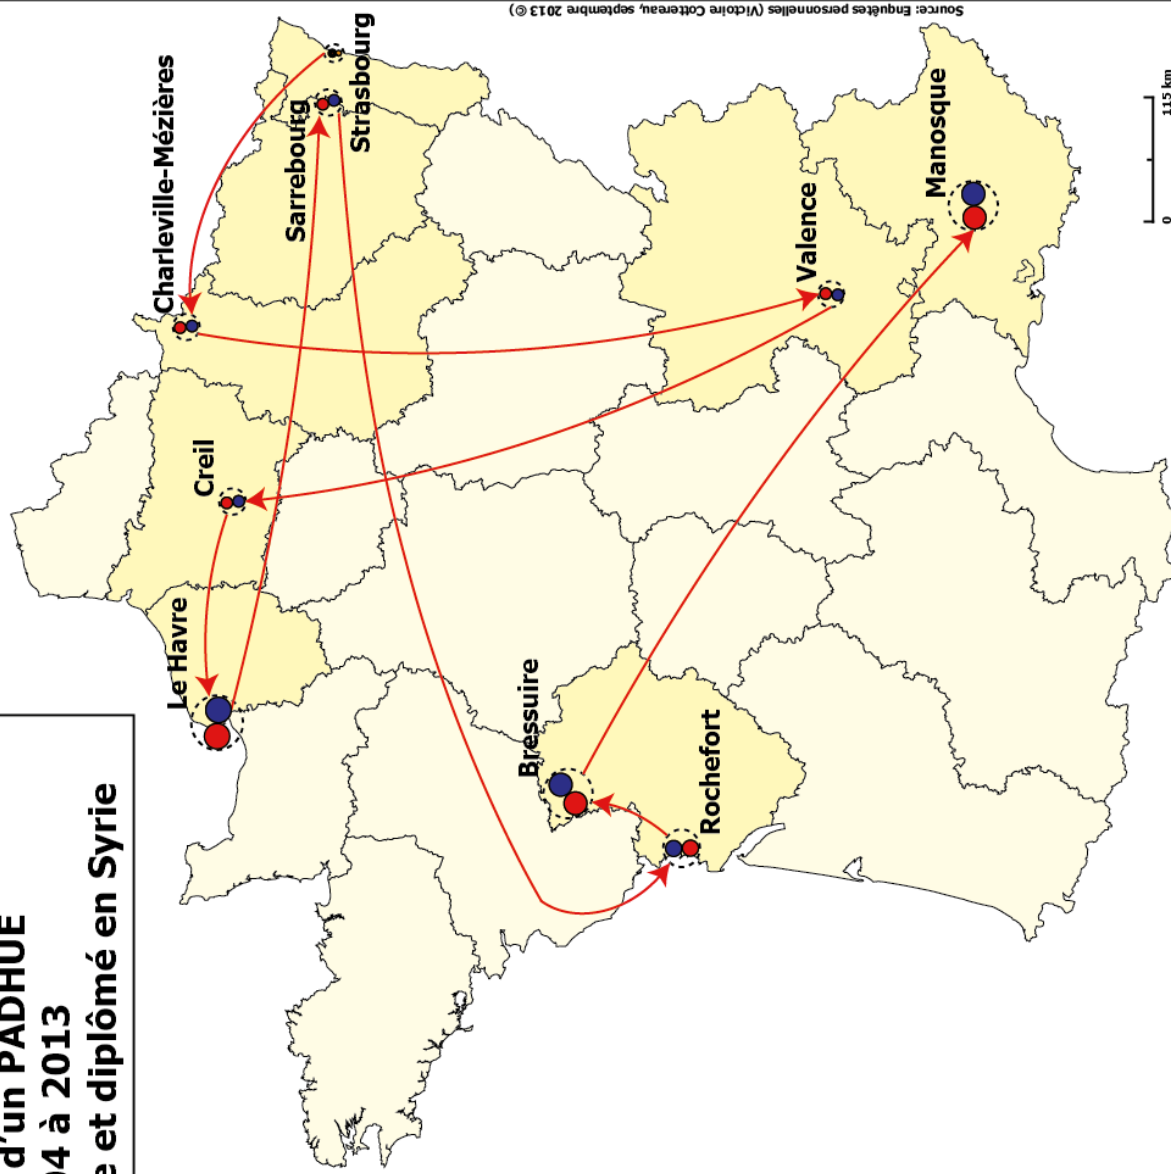 d'un PADHUE
04 à 2013
e et diplômé en Syrie
Charleville-Mézières
Strasbourg
Sarrebourg
Creil
Le Havre
Bressuire
Rochefort
Valence
Manosque
0
115 km
Source: Enquêtes personnelles (Victoire Cottereau, septembre 2013 ©)